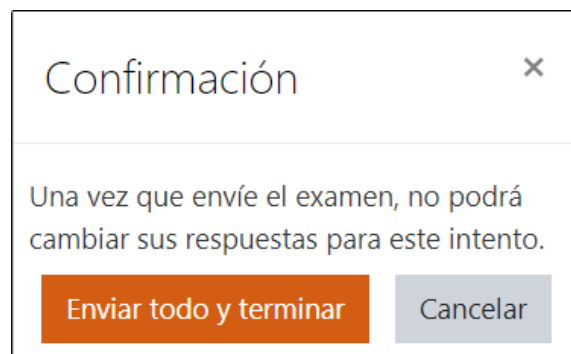 Confirmación ×
Una vez que envíe el examen, no podrá
cambiar sus respuestas para este intento.
Enviar todo y terminar Cancelar